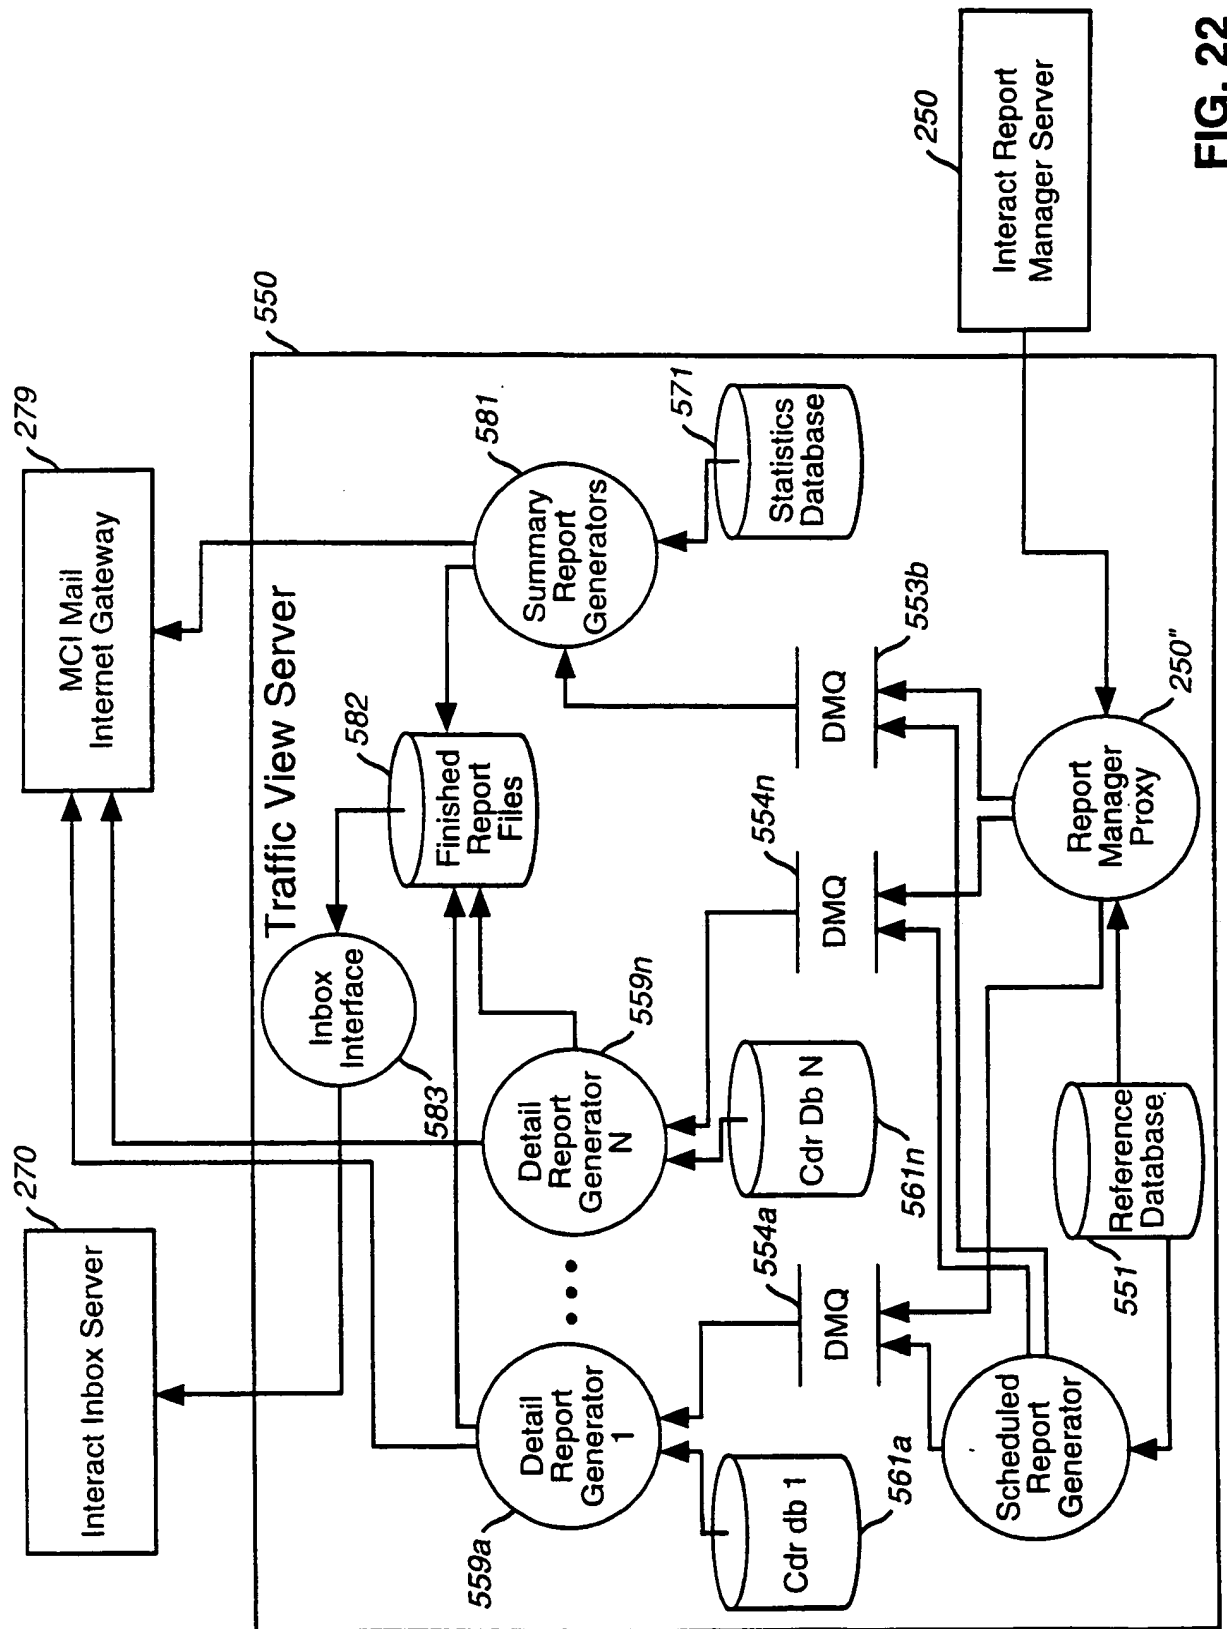 270
Interact Inbox Server
279
MCI Mail
Internet Gateway
550
Traffic View Server
Inbox
Interface
583
582
Finished
Report
Files
581
Summary
Report
Generators
571
Statistics
Database
559a
Detail
Report
Generator
1
Detail
Report
Generator
N
559n
Cdr db 1
561a
Cdr Db N
561n
554a
DMQ
554n
DMQ
553b
DMQ
250
Interact Report
Manager Server
Scheduled
Report
Generator
551
Reference
Database
Report
Manager
Proxy
250"
FIG. 22